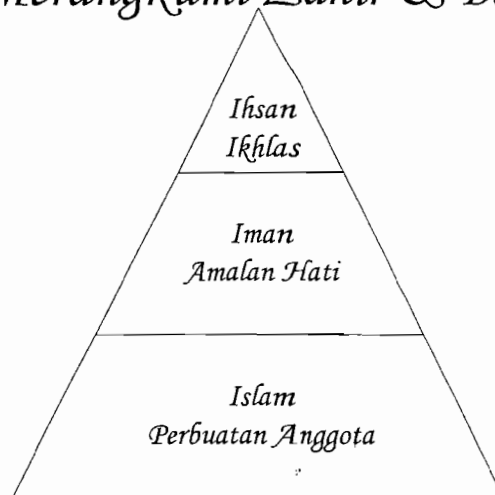 Ihsan
Ikhlas
Iman
Amalan Hati
Islam
Perbuatan Anggota